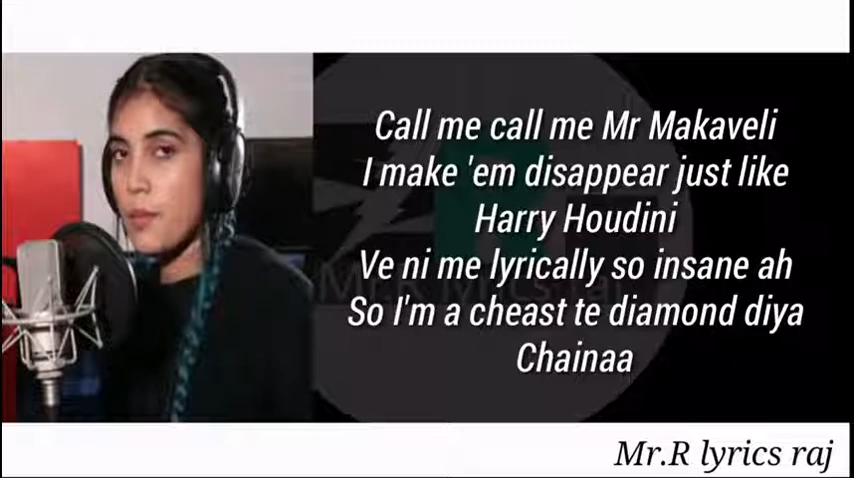 Call me call me Mr Makaveli
I make 'em disappear just like
Harry Houdini
Ve ni me lyrically so insane ah
So I'm a cheast te diamond diya
Chainaa
Mr.R lyrics raj